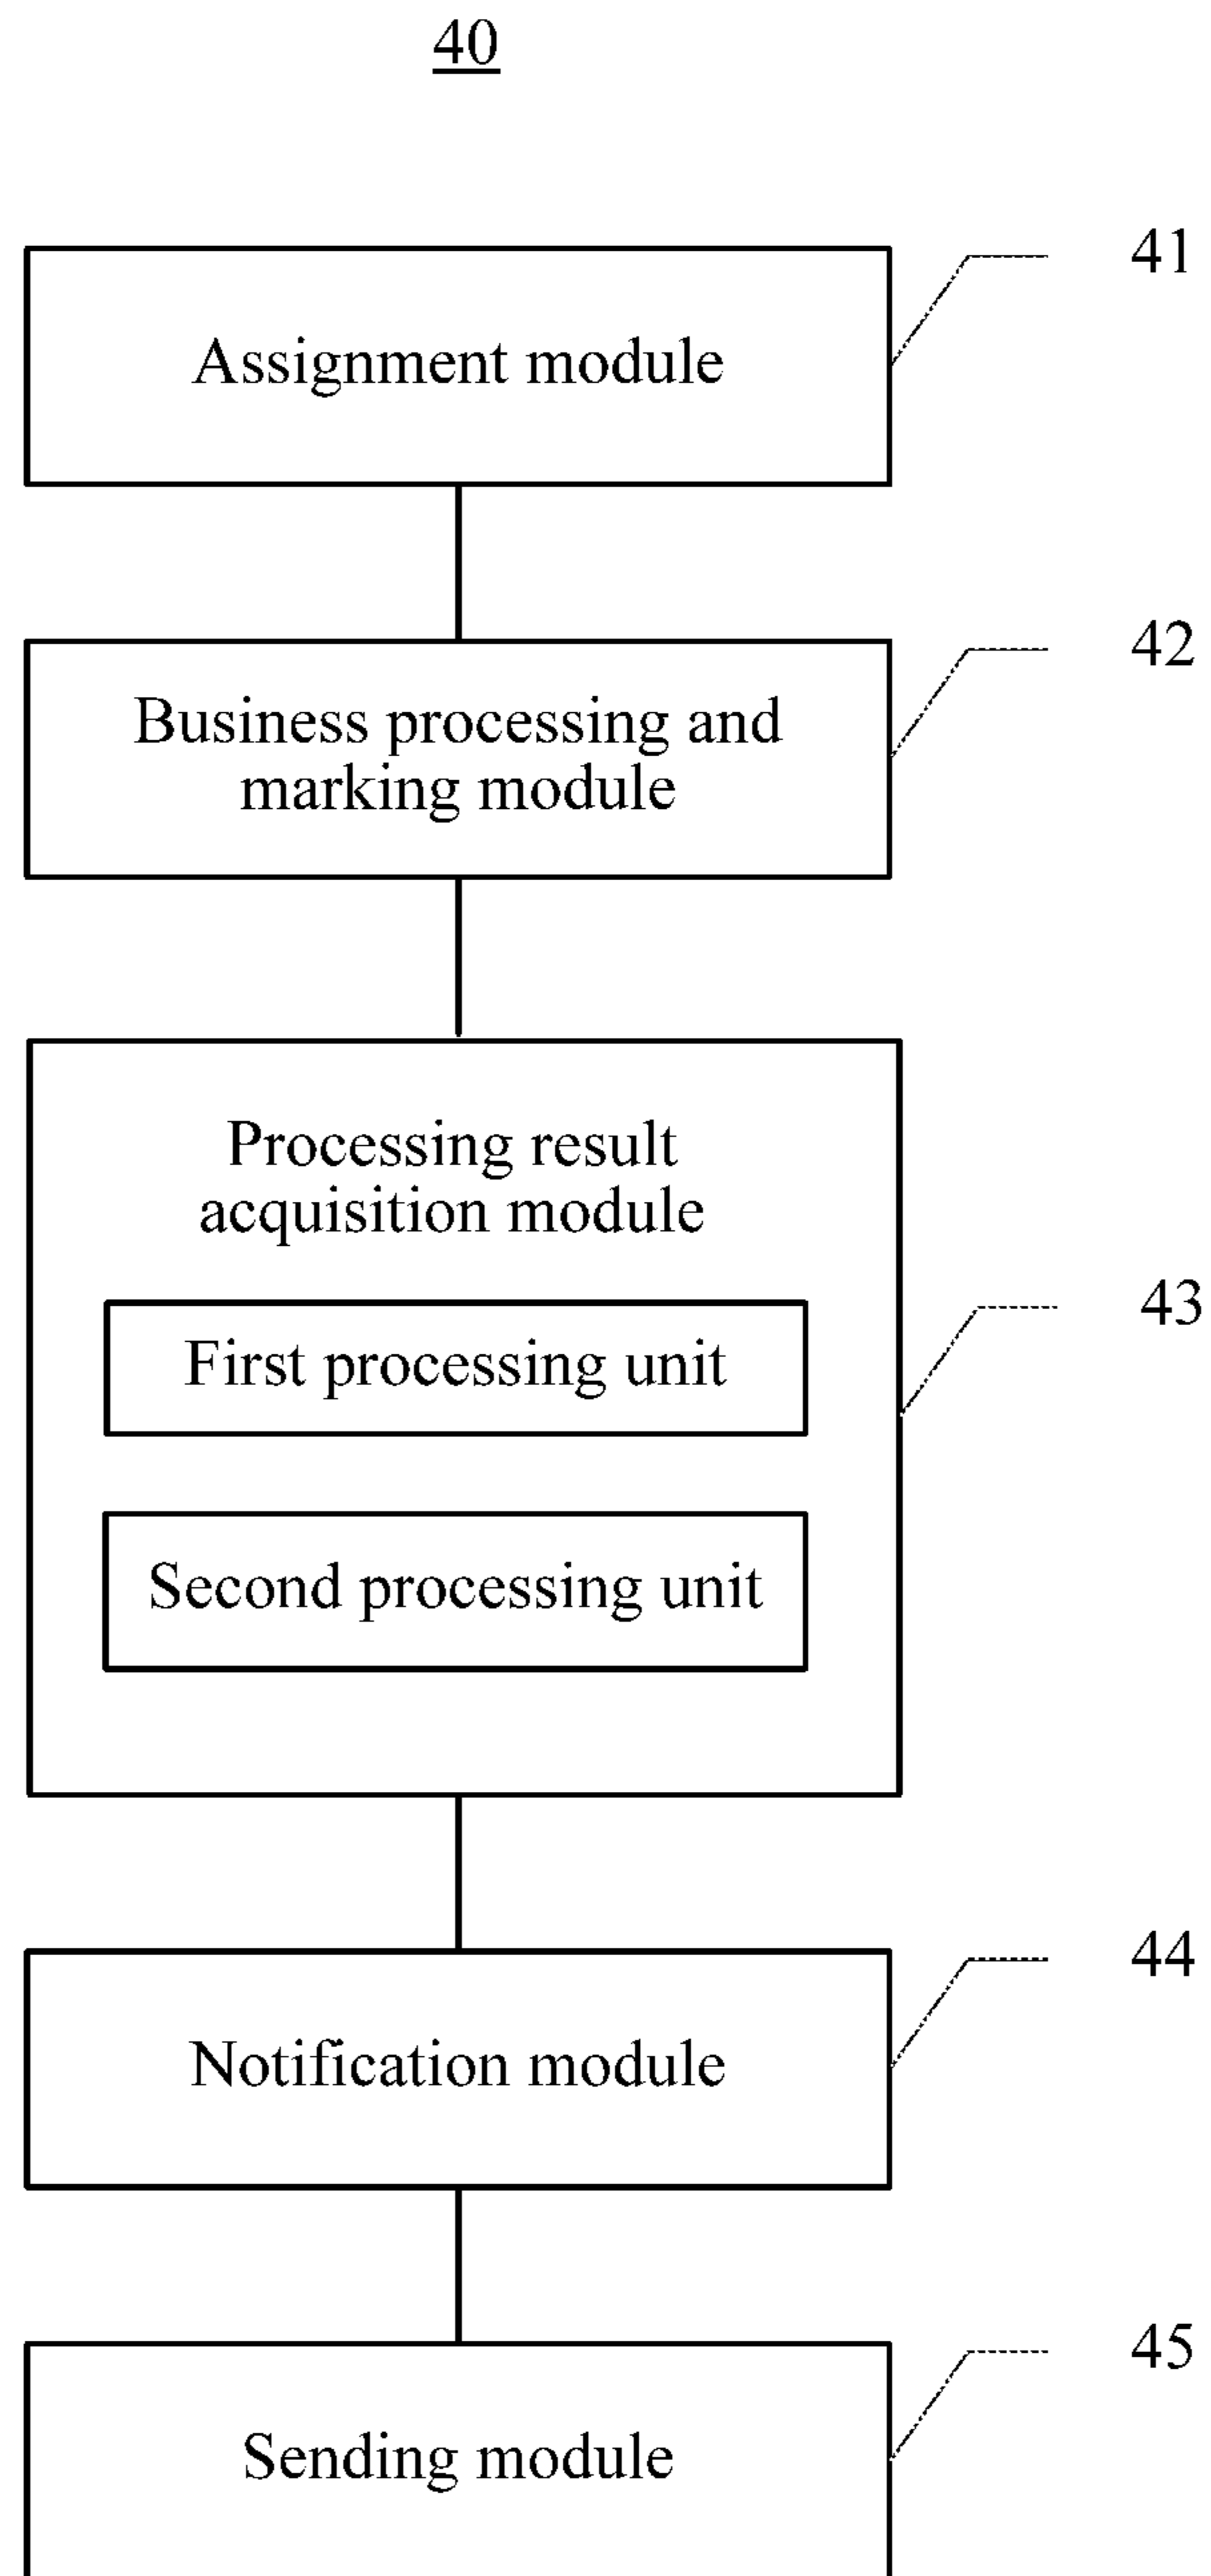 40
41
Assignment module
42
Business processing and
marking module
Processing result
acquisition module
43
First processing unit
Second processing unit
44
Notification module
45
Sending module